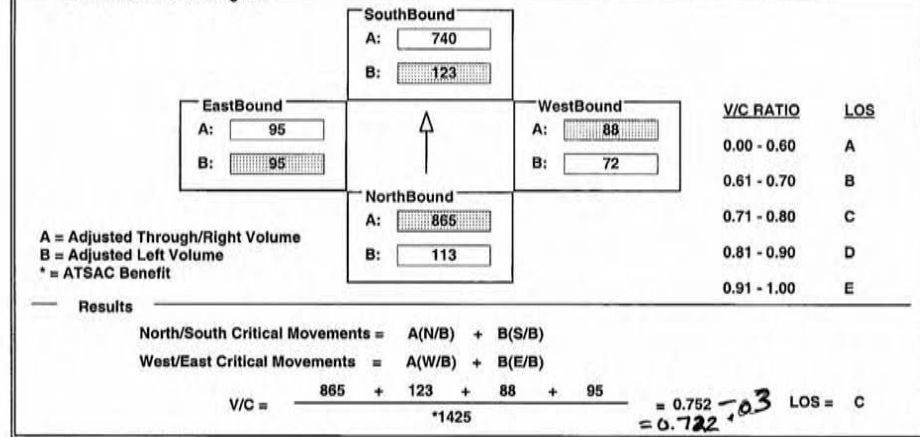 SouthBound
A: 740
B: 123
EastBound
A: 95
B: 95
WestBound
A: 88
B: 72
NorthBound
A: 865
B: 113
V/C RATIO LOS
0.00 - 0.60 A
0.61 - 0.70 B
0.71 - 0.80 C
0.81 - 0.90 D
0.91 - 1.00 E
A = Adjusted Through/Right Volume
B = Adjusted Left Volume
* = ATSAC Benefit
Results
North/South Critical Movements = A(N/B) + B(S/B)
West/East Critical Movements = A(W/B) + B(E/B)
V/C = 865 + 123 + 88 + 95
*1425
= 0.752 - .03 LOS = C
= 0.722